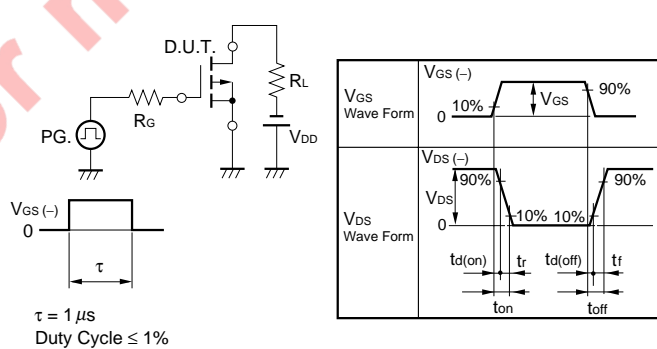 or n
D.U.T.
RG
RL
PG.
VDD
VGS (−)
0
τ
τ = 1 μs
Duty Cycle ≤ 1%
VGS
Wave Form
VGS (−)
10%
0
VGS
90%
VDS
Wave Form
VDS (−)
90%
VDS
0
10%
10%
90%
td(on)
tr
td(off)
tf
ton
toff